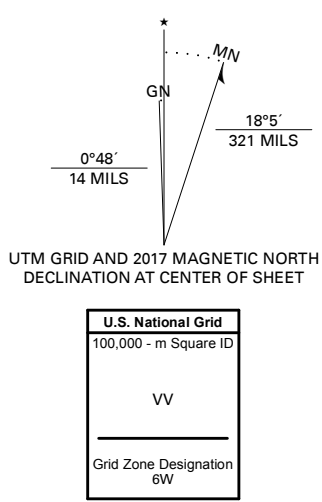 ★
MN
GN
18°5´
321 MILS
0°48´
14 MILS
UTM GRID AND 2017 MAGNETIC NORTH
DECLINATION AT CENTER OF SHEET
U.S. National Grid
100,000 - m Square ID
VV
Grid Zone Designation
6W